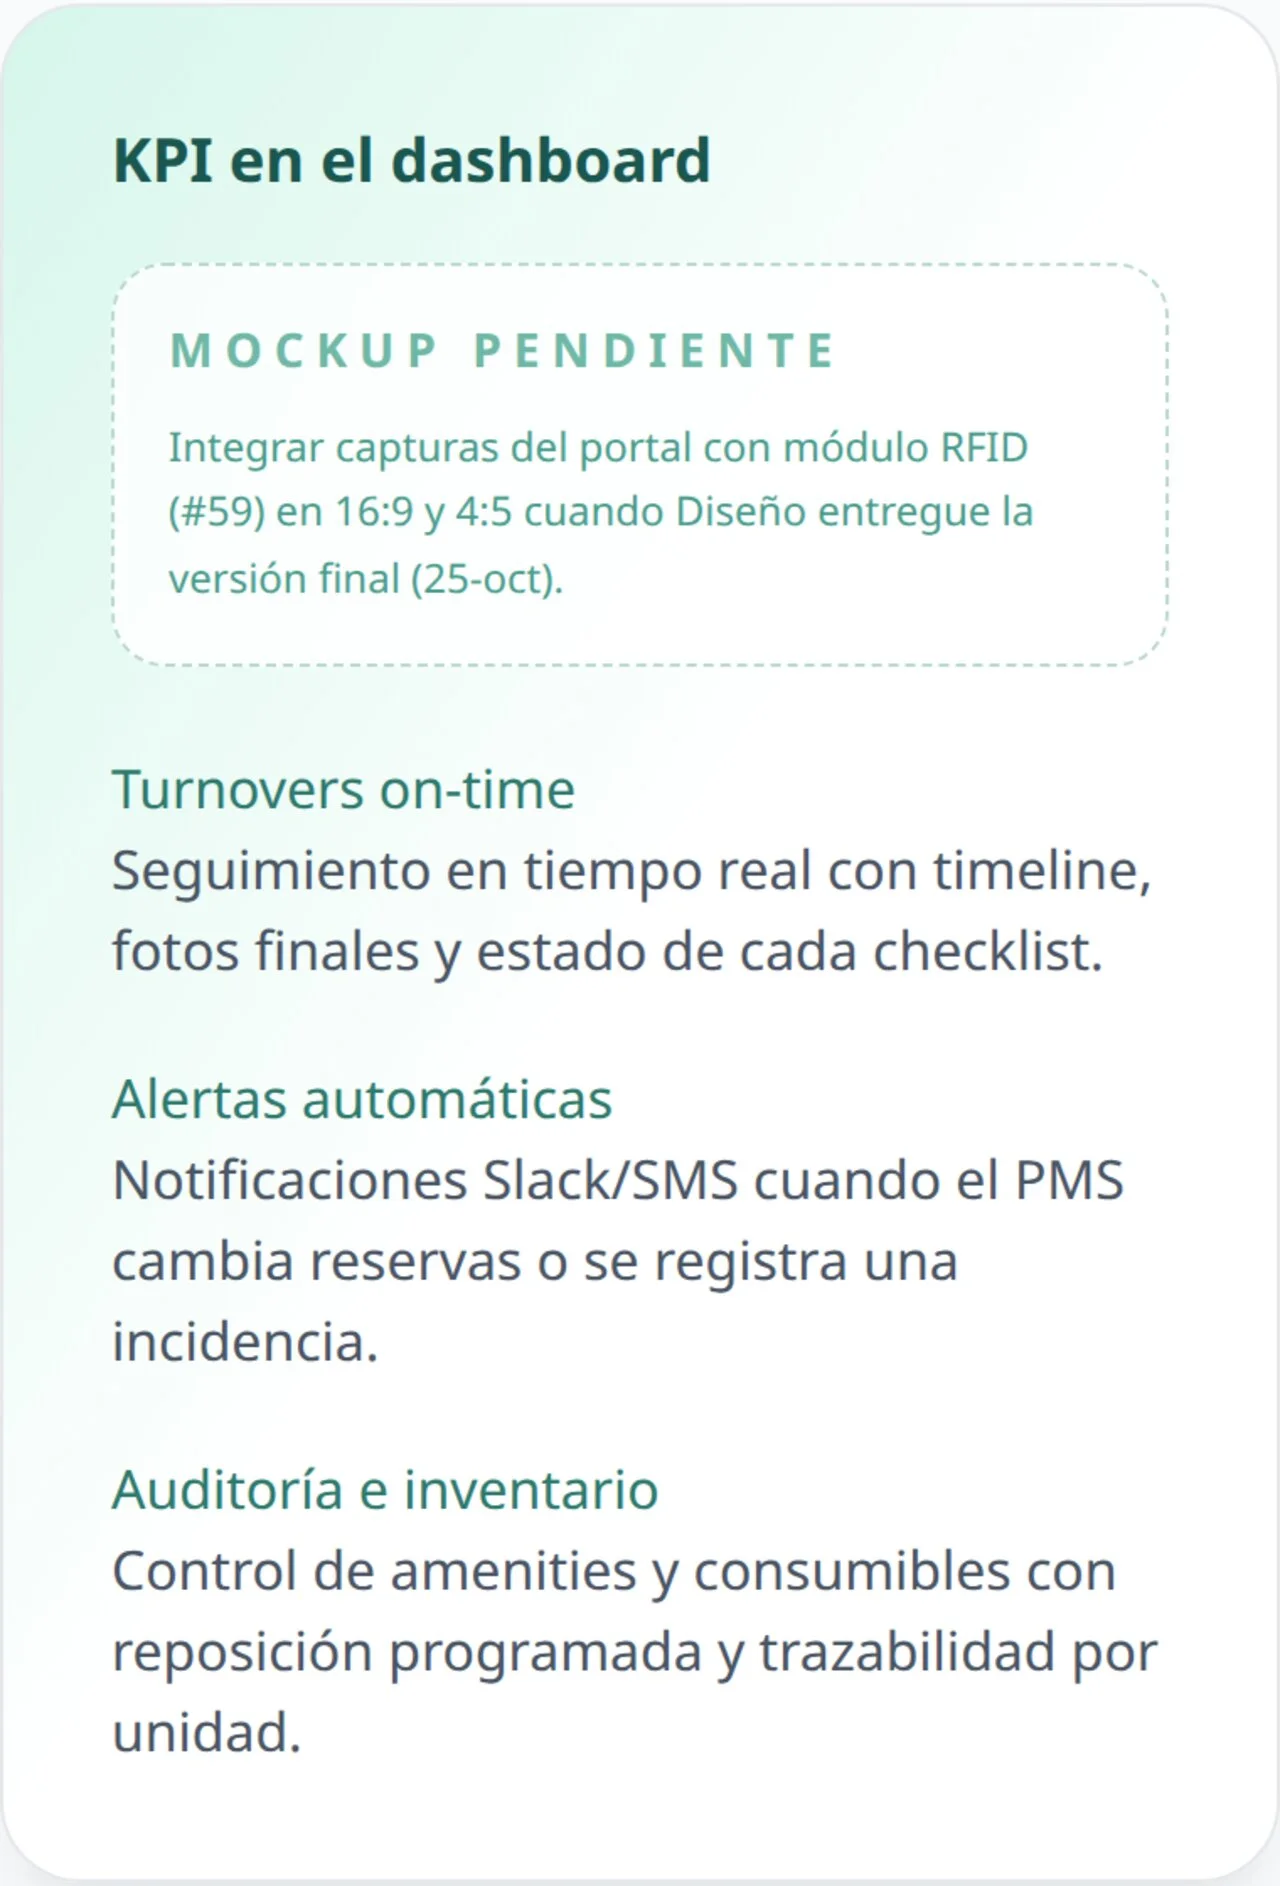 KPI en el dashboard
MOCKUP PENDIENTE
Integrar capturas del portal con módulo RFID
(#59) en 16:9 y 4:5 cuando Diseño entregue la
versión final (25-oct).
Turnovers on-time
Seguimiento en tiempo real con timeline,
fotos finales y estado de cada checklist.
Alertas automáticas
Notificaciones Slack/SMS cuando el PMS
cambia reservas o se registra una
incidencia.
Auditoría e inventario
Control de amenities y consumibles con
reposición programada y trazabilidad por
unidad.